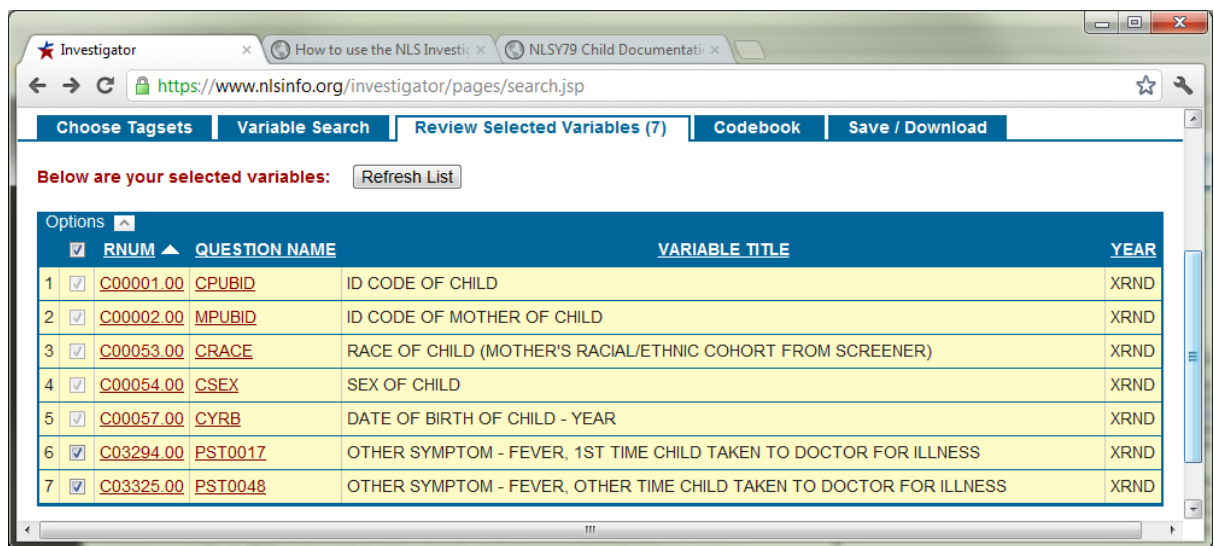 Investigator How to use the NLS Investig NLSY79 Child Documentati
https://www.nlsinfo.org/investigator/pages/search.jsp
Choose Tagsets Variable Search Review Selected Variables (7) Codebook Save / Download
Below are your selected variables: Refresh List
Options
RNUM QUESTION NAME VARIABLE TITLE YEAR
1 C00001.00 CPUBID ID CODE OF CHILD XRND
2 C00002.00 MPUBID ID CODE OF MOTHER OF CHILD XRND
3 C00053.00 CRACE RACE OF CHILD (MOTHER'S RACIAL/ETHNIC COHORT FROM SCREENER) XRND
4 C00054.00 CSEX SEX OF CHILD XRND
5 C00057.00 CYRB DATE OF BIRTH OF CHILD - YEAR XRND
6 C03294.00 PST0017 OTHER SYMPTOM - FEVER, 1ST TIME CHILD TAKEN TO DOCTOR FOR ILLNESS XRND
7 C03325.00 PST0048 OTHER SYMPTOM - FEVER, OTHER TIME CHILD TAKEN TO DOCTOR FOR ILLNESS XRND